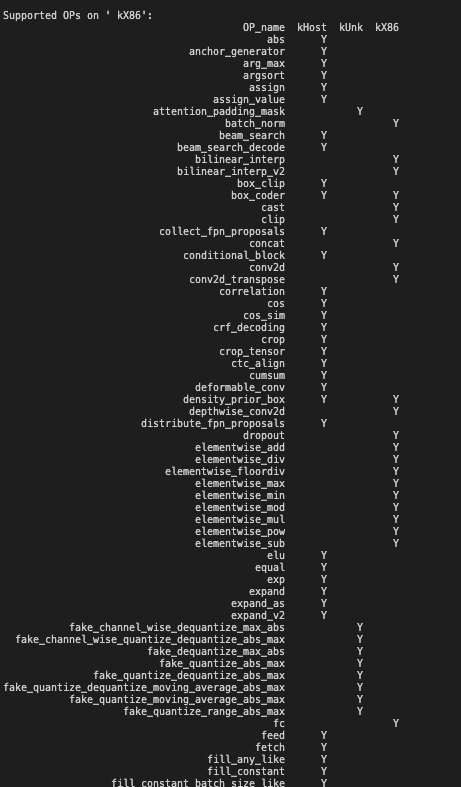 Supported OPs on ' kX86':
OP_name kHost kUnk kX86
abs Y
anchor_generator Y
arg_max Y
argsort Y
assign Y
assign_value Y
attention_padding_mask Y
batch_norm Y
beam_search Y
beam_search_decode Y
bilinear_interp Y
bilinear_interp_v2 Y
box_clip Y
box_coder Y Y
cast Y
clip Y
collect_fpn_proposals Y
concat Y
conditional_block Y
conv2d Y
conv2d_transpose Y
correlation Y
cos Y
cos_sim Y
crf_decoding Y
crop Y
crop_tensor Y
ctc_align Y
cumsum Y
deformable_conv Y
density_prior_box Y Y
depthwise_conv2d Y
distribute_fpn_proposals Y
dropout Y
elementwise_add Y
elementwise_div Y
elementwise_floordiv Y
elementwise_max Y
elementwise_min Y
elementwise_mod Y
elementwise_mul Y
elementwise_pow Y
elementwise_sub Y
elu Y
equal Y
exp Y
expand Y
expand_as Y
expand_v2 Y
fake_channel_wise_dequantize_max_abs Y
fake_channel_wise_quantize_dequantize_abs_max Y
fake_dequantize_max_abs Y
fake_quantize_abs_max Y
fake_quantize_dequantize_abs_max Y
fake_quantize_dequantize_moving_average_abs_max Y
fake_quantize_moving_average_abs_max Y
fake_quantize_range_abs_max Y
fc Y
feed Y
fetch Y
fill_any_like Y
fill_constant Y
fill_constant_batch_size_like Y